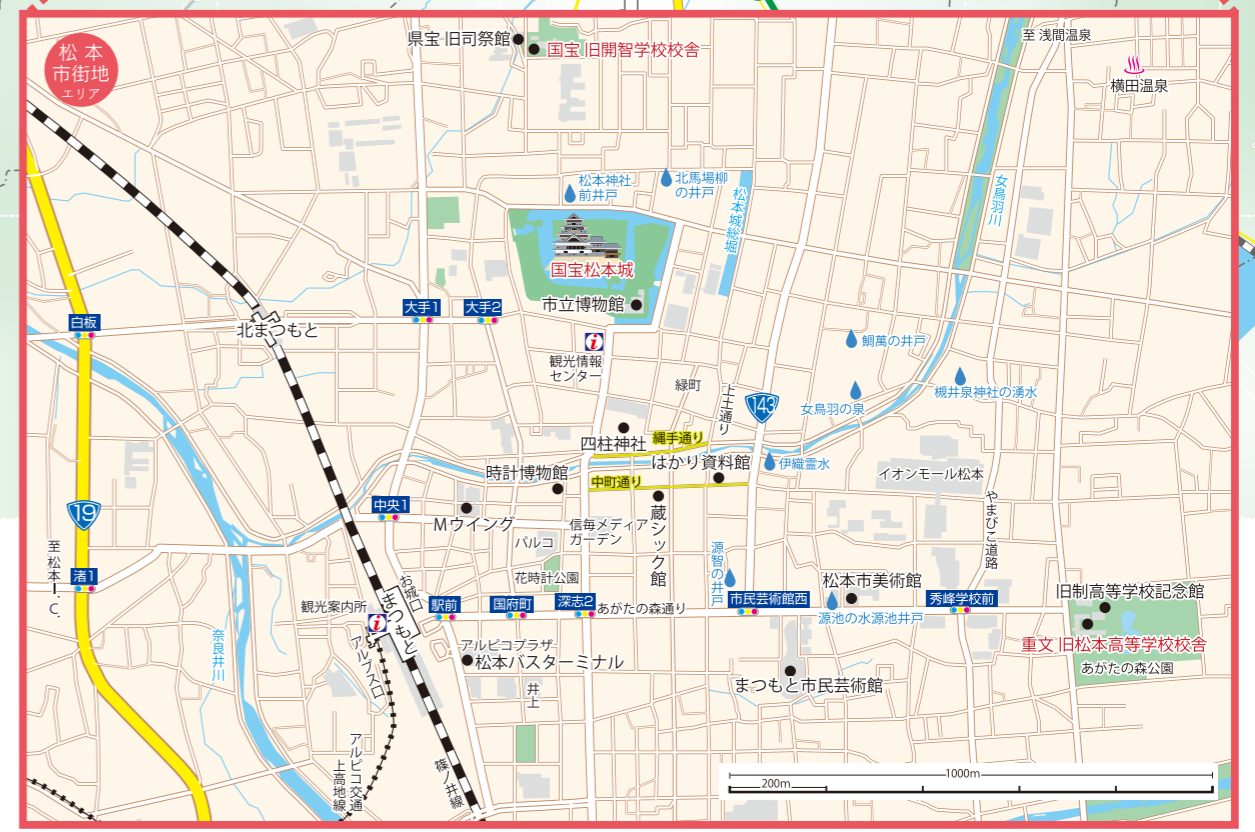 松本
市街地
エリア
県宝 旧司祭館
国宝 旧開智学校校舎
至 浅間温泉
横田温泉
松本神社
前井戸
北馬場柳
の井戸
松本城総堀
女鳥羽川
国宝松本城
市立博物館
大手1
大手2
白板
北まつもと
i
観光情報
センター
緑町
上土通り
143
鯛萬の井戸
女鳥羽の泉
槻井泉神社の湧水
四柱神社
縄手通り
はかり資料館
伊織霊水
時計博物館
中町通り
イオンモール松本
やまびこ道路
19
中央1
Mウイング
信毎メディア
ガーデン
蔵シック館
パルコ
源智の井戸
至 松本I.C.
渚1
花時計公園
お城口
松本市美術館
旧制高等学校記念館
観光案内所
i
まつもと
駅前
国府町
深志2
あがたの森通り
市民芸術館西
源池の水源池井戸
秀峰学校前
奈良井川
アルプス口
アルピコプラザ
松本バスターミナル
重文 旧松本高等学校校舎
あがたの森公園
井上
まつもと市民芸術館
アルピコ交通
上高地線
篠ノ井線
1000m
200m